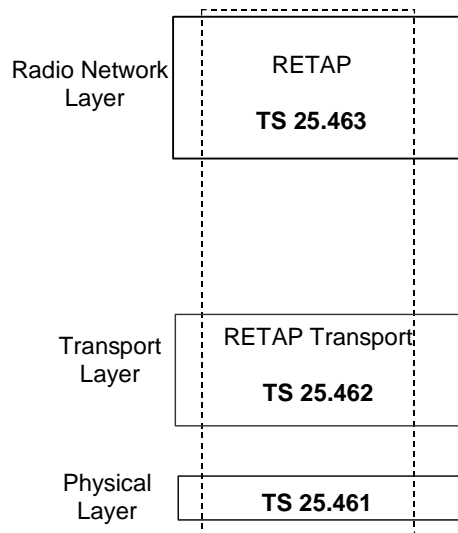 Radio Network
Layer
RETAP
TS 25.463
Transport
Layer
RETAP Transport
TS 25.462
Physical
Layer
TS 25.461